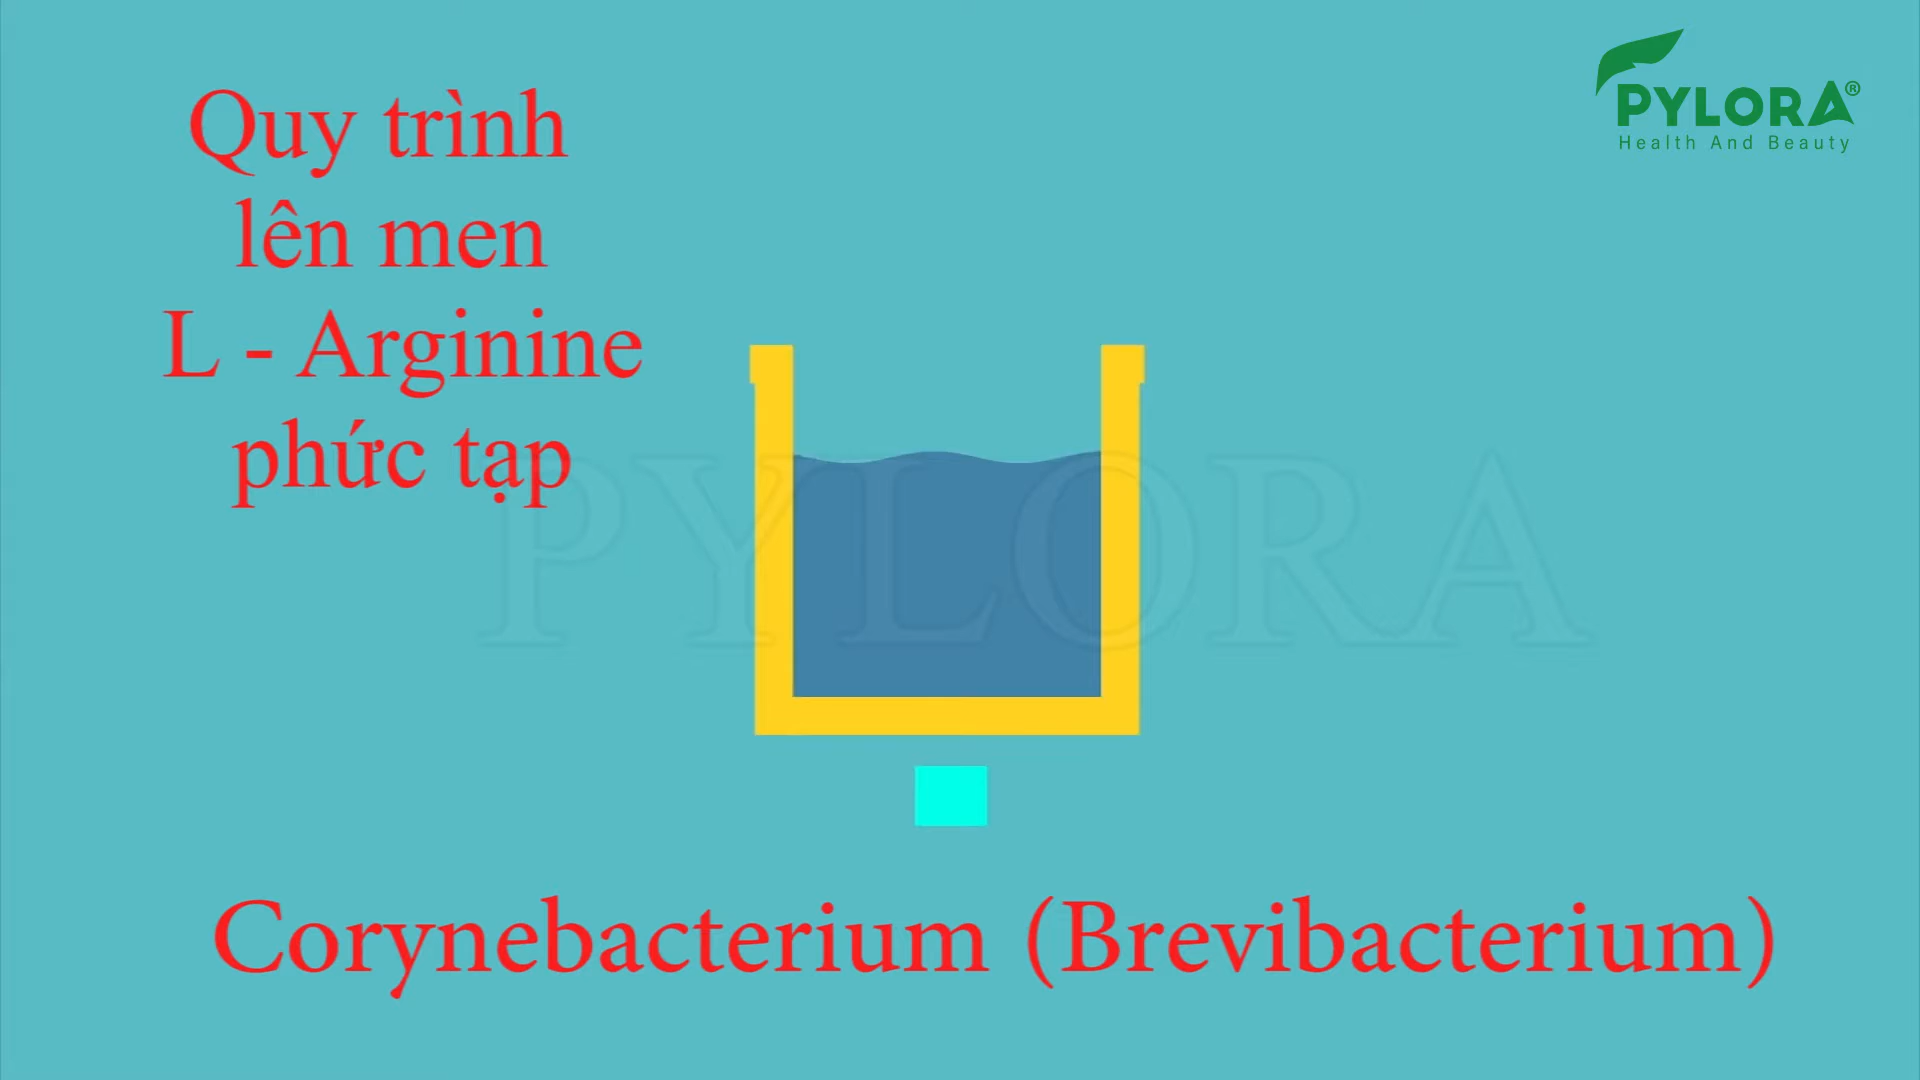 PYLORA®
Health And Beauty
Quy trình
lên men
L - Arginine
phức tạp
PYLORA
Corynebacterium (Brevibacterium)